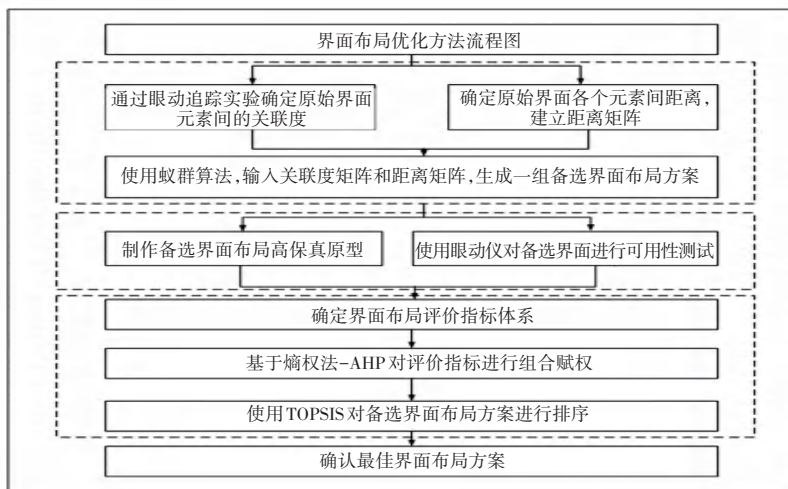 界面布局优化方法流程图
通过眼动追踪实验确定原始界面
元素间的关联度
确定原始界面各个元素间距离,
建立距离矩阵
使用蚁群算法,输入关联度矩阵和距离矩阵,生成一组备选界面布局方案
制作备选界面布局高保真原型
使用眼动仪对备选界面进行可用性测试
确定界面布局评价指标体系
基于熵权法-AHP对评价指标进行组合赋权
使用TOPSIS对备选界面布局方案进行排序
确认最佳界面布局方案